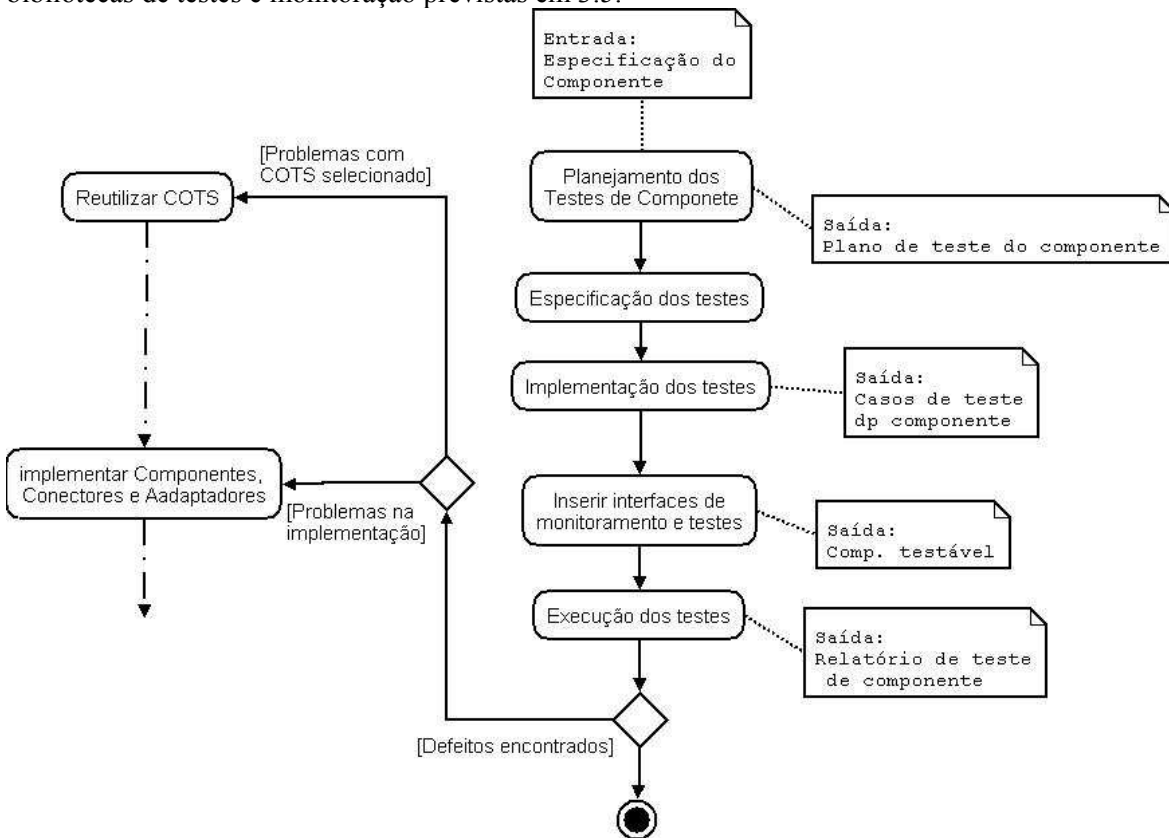 bibliotecas de testes e monitoração previstas em 5.5.
Entrada:
Especificação do
Componente
[Problemas com
COTS selecionado]
Reutilizar COTS
Planejamento dos
Testes de Componete
Saída:
Plano de teste do componente
Especificação dos testes
Implementação dos testes
Saída:
Casos de teste
dp componente
implementar Componentes,
Conectores e Aadaptadores
[Problemas na
implementação]
Inserir interfaces de
monitoramento e testes
Saída:
Comp. testável
Execução dos testes
Saída:
Relatório de teste
de componente
[Defeitos encontrados]